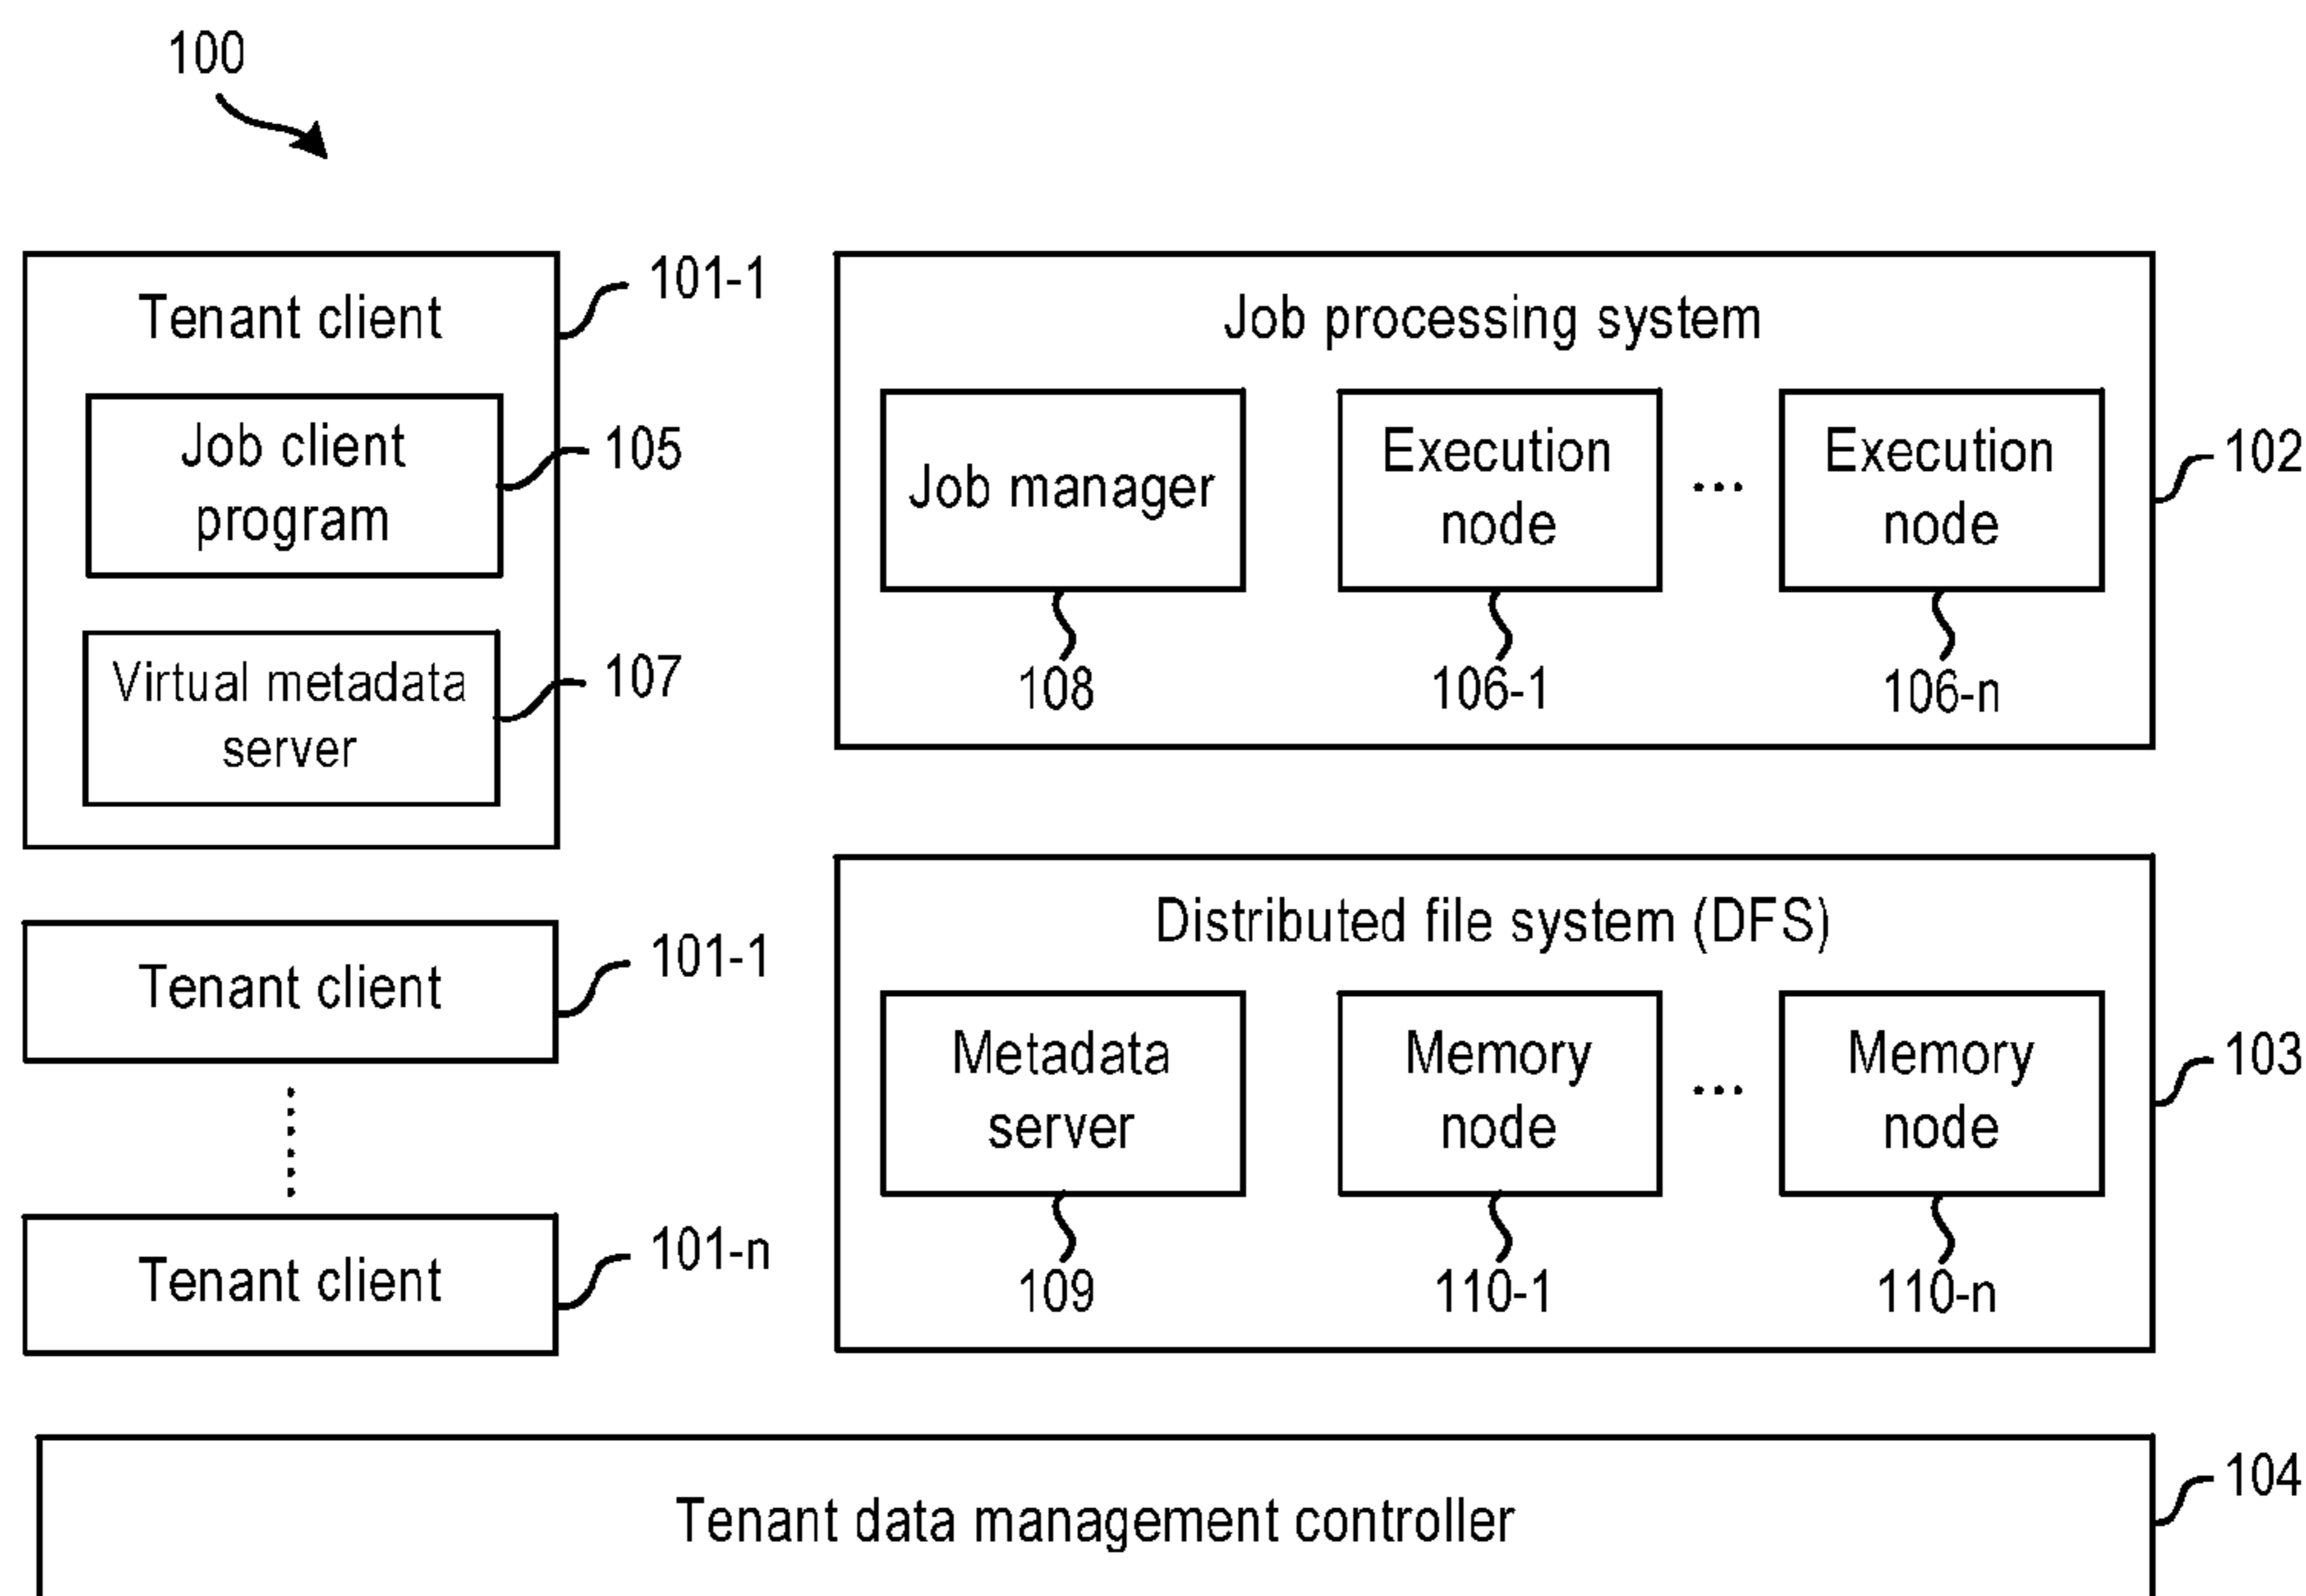 100
Tenant client
101-1
Job client
program
105
Virtual metadata
server
107
Tenant client
101-1
Tenant client
101-n
Job processing system
Job manager
Execution
node
...
Execution
node
102
108
106-1
106-n
Distributed file system (DFS)
Metadata
server
Memory
node
...
Memory
node
103
109
110-1
110-n
Tenant data management controller
104